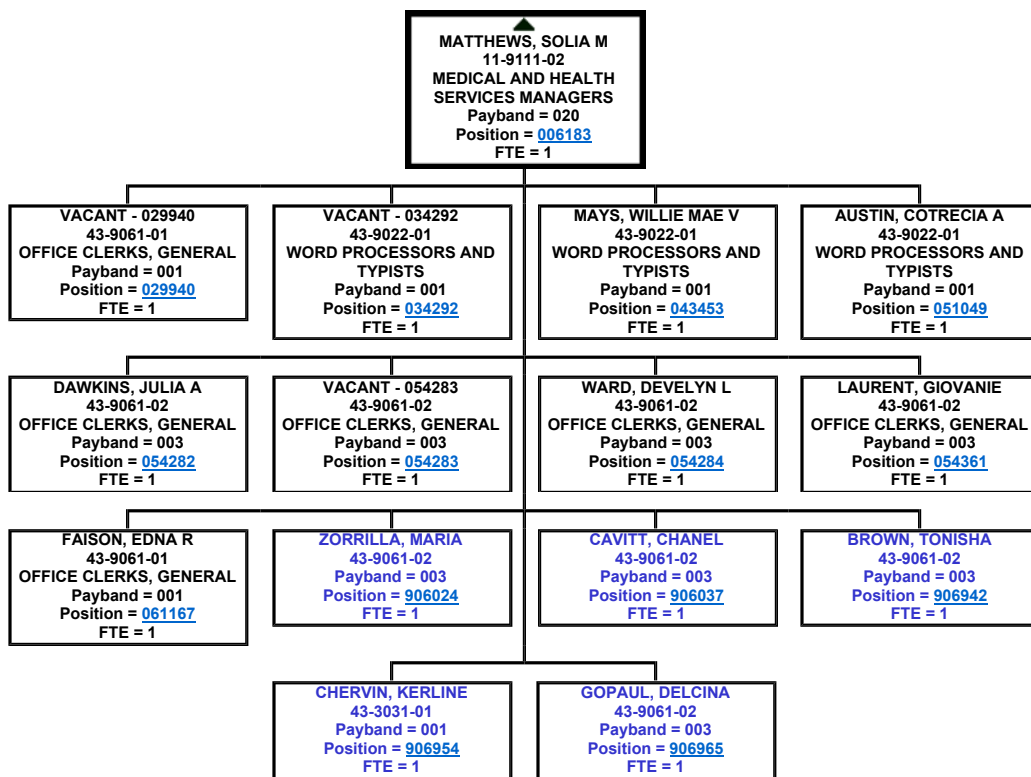 MATTHEWS, SOLIA M
11-9111-02
MEDICAL AND HEALTH
SERVICES MANAGERS
Payband = 020
Position = 006183
FTE = 1
VACANT - 029940
43-9061-01
OFFICE CLERKS, GENERAL
Payband = 001
Position = 029940
FTE = 1
VACANT - 034292
43-9022-01
WORD PROCESSORS AND
TYPISTS
Payband = 001
Position = 034292
FTE = 1
MAYS, WILLIE MAE V
43-9022-01
WORD PROCESSORS AND
TYPISTS
Payband = 001
Position = 043453
FTE = 1
AUSTIN, COTRECIA A
43-9022-01
WORD PROCESSORS AND
TYPISTS
Payband = 001
Position = 051049
FTE = 1
DAWKINS, JULIA A
43-9061-02
OFFICE CLERKS, GENERAL
Payband = 003
Position = 054282
FTE = 1
VACANT - 054283
43-9061-02
OFFICE CLERKS, GENERAL
Payband = 003
Position = 054283
FTE = 1
WARD, DEVELYN L
43-9061-02
OFFICE CLERKS, GENERAL
Payband = 003
Position = 054284
FTE = 1
LAURENT, GIOVANIE
43-9061-02
OFFICE CLERKS, GENERAL
Payband = 003
Position = 054361
FTE = 1
FAISON, EDNA R
43-9061-01
OFFICE CLERKS, GENERAL
Payband = 001
Position = 061167
FTE = 1
ZORRILLA, MARIA
43-9061-02
Payband = 003
Position = 906024
FTE = 1
CAVITT, CHANEL
43-9061-02
Payband = 003
Position = 906037
FTE = 1
BROWN, TONISHA
43-9061-02
Payband = 003
Position = 906942
FTE = 1
CHERVIN, KERLINE
43-3031-01
Payband = 001
Position = 906954
FTE = 1
GOPAUL, DELCINA
43-9061-02
Payband = 003
Position = 906965
FTE = 1